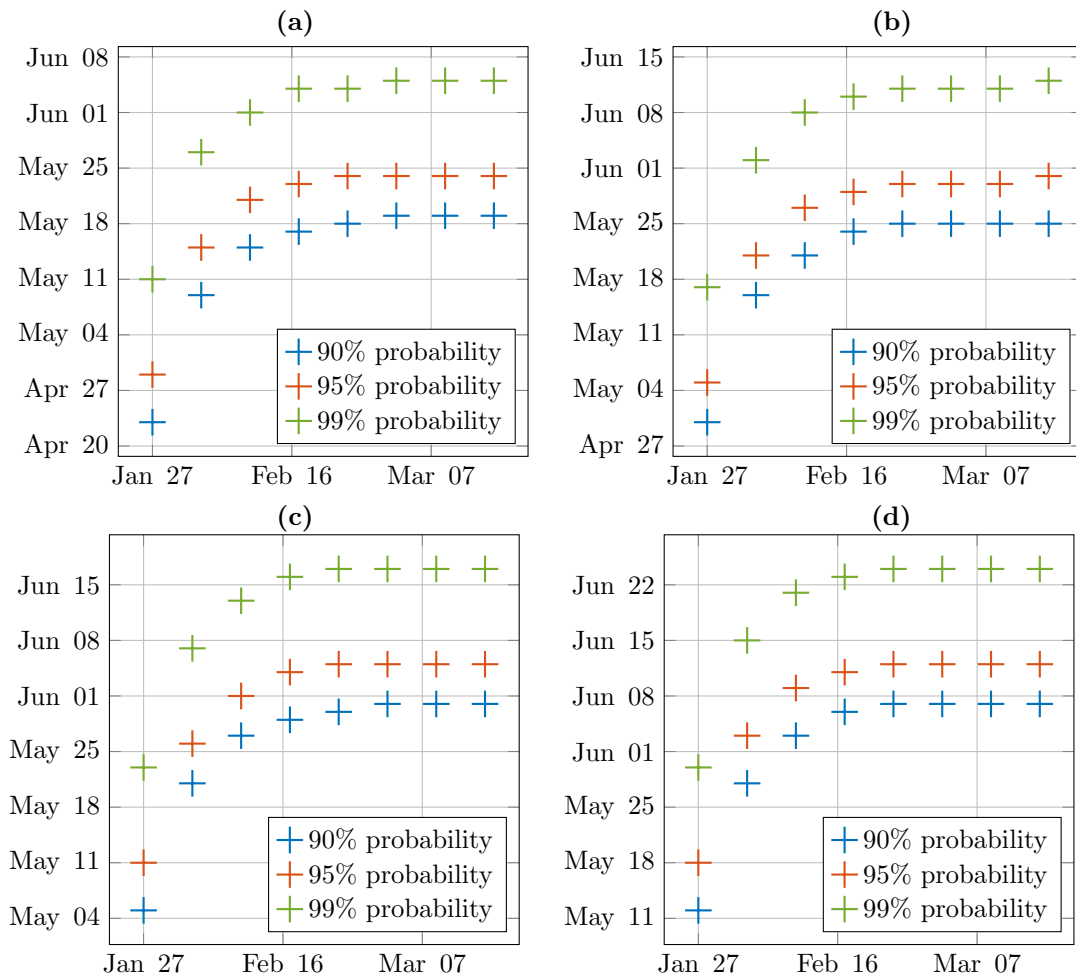 (a)
Jun 08
Jun 01
May 25
May 18
May 11
May 04
Apr 27
Apr 20
90% probability
95% probability
99% probability
Jan 27 Feb 16 Mar 07
(b)
Jun 15
Jun 08
Jun 01
May 25
May 18
May 11
May 04
Apr 27
90% probability
95% probability
99% probability
Jan 27 Feb 16 Mar 07
(c)
Jun 15
Jun 08
Jun 01
May 25
May 18
May 11
May 04
90% probability
95% probability
99% probability
Jan 27 Feb 16 Mar 07
(d)
Jun 22
Jun 15
Jun 08
Jun 01
May 25
May 18
May 11
90% probability
95% probability
99% probability
Jan 27 Feb 16 Mar 07